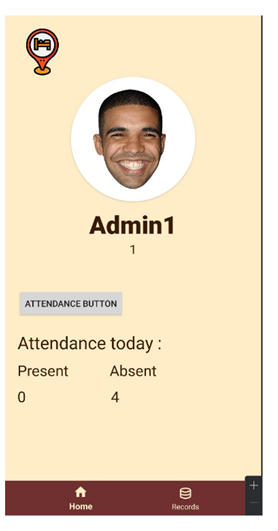 Admin1
1
ATTENDANCE BUTTON
Attendance today :
Present Absent
0 4
Home Records